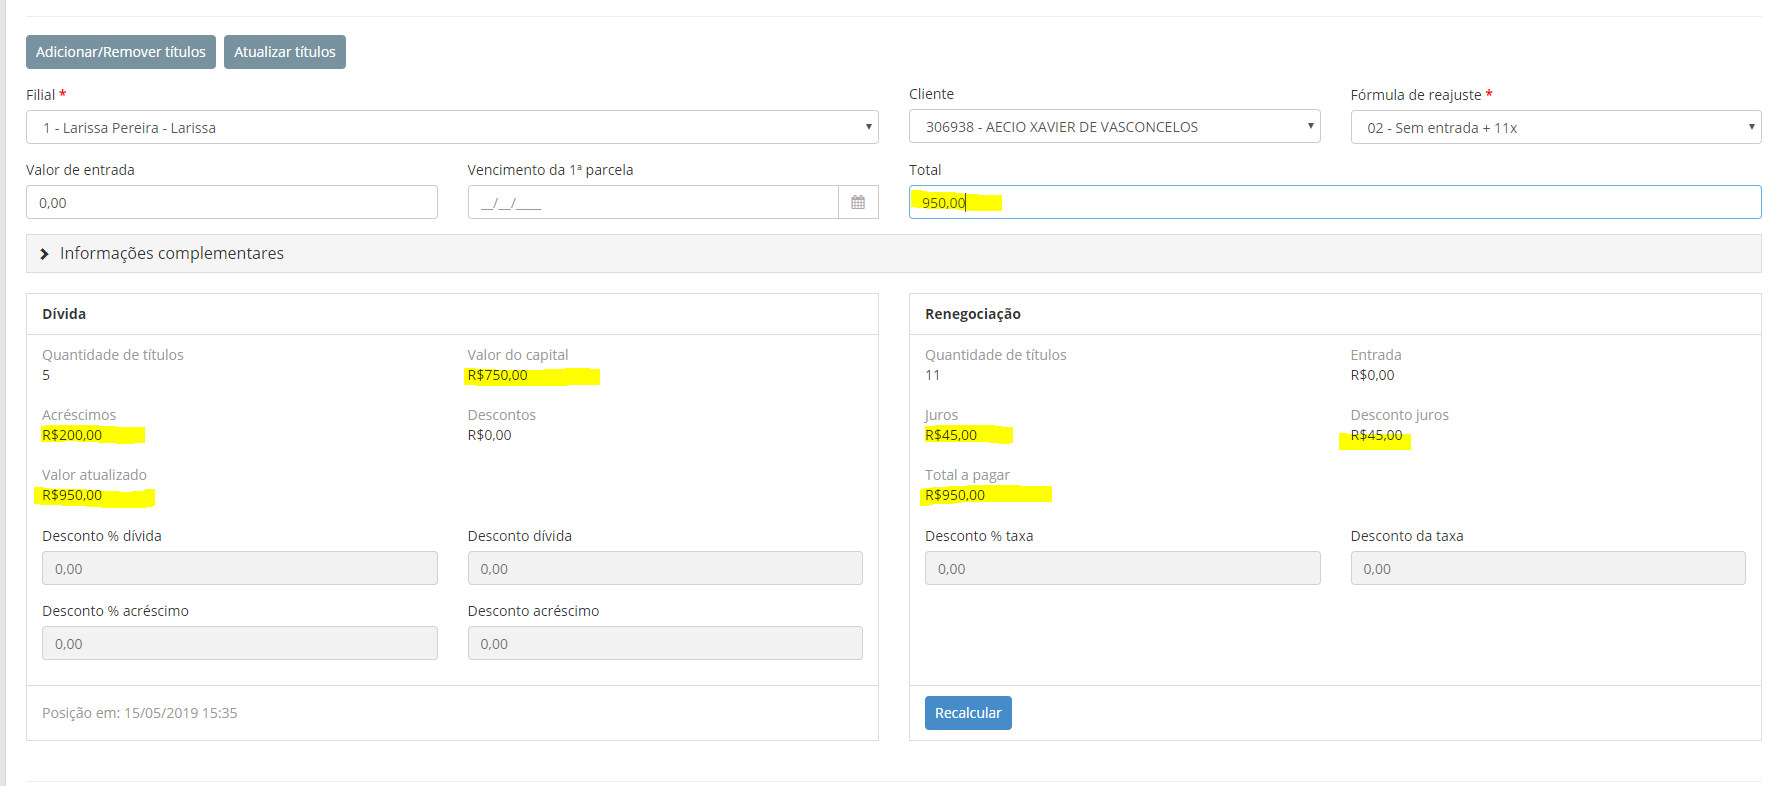 Adicionar/Remover títulos Atualizar títulos
Filial * Cliente Fórmula de reajuste *
1 - Larissa Pereira - Larissa 306938 - AECIO XAVIER DE VASCONCELOS 02 - Sem entrada + 11x
Valor de entrada Vencimento da 1ª parcela Total
0,00 __/__/____ 950,00
Informações complementares
Dívida
Quantidade de títulos Valor do capital
5 R$750,00
Acréscimos Descontos
R$200,00 R$0,00
Valor atualizado
R$950,00
Desconto % dívida Desconto dívida
0,00 0,00
Desconto % acréscimo Desconto acréscimo
0,00 0,00
Posição em: 15/05/2019 15:35
Renegociação
Quantidade de títulos Entrada
11 R$0,00
Juros Desconto juros
R$45,00 R$45,00
Total a pagar
R$950,00
Desconto % taxa Desconto da taxa
0,00 0,00
Recalcular